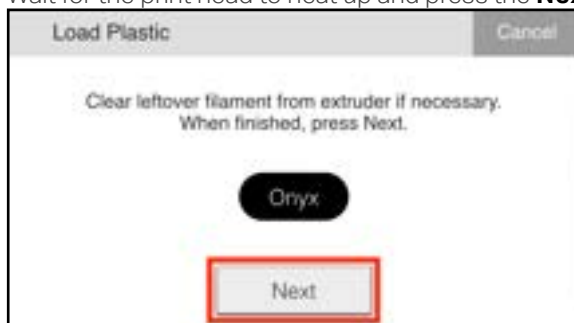 Wait for the print head to heat up and press the Nex
Load Plastic
Cancel
Clear leftover filament from extruder if necessary.
When finished, press Next.
Onyx
Next